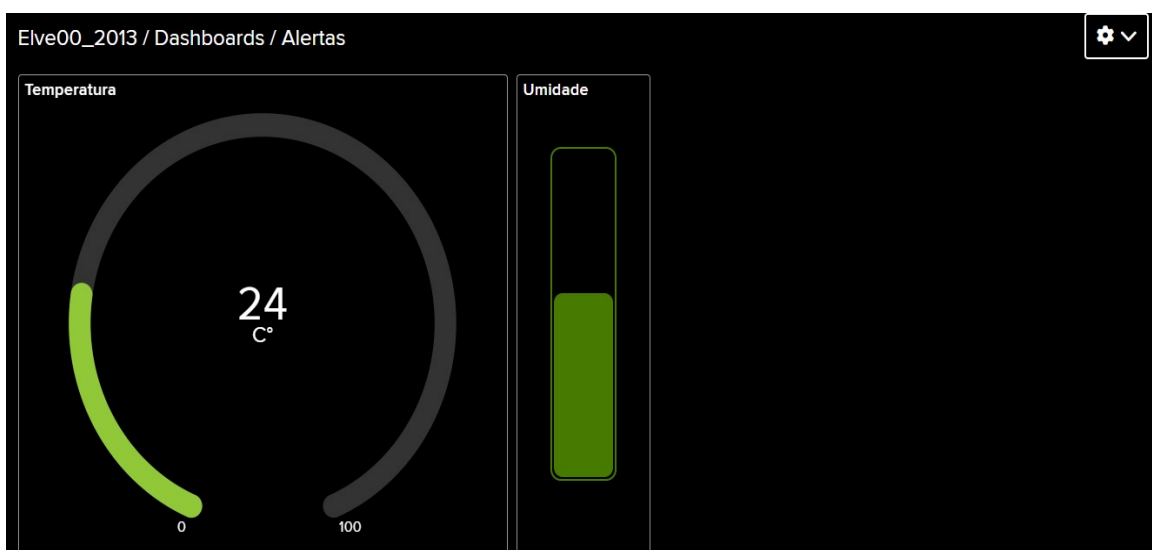 Elve00_2013 / Dashboards / Alertas
Temperatura
Umidade
24
C°
0
100